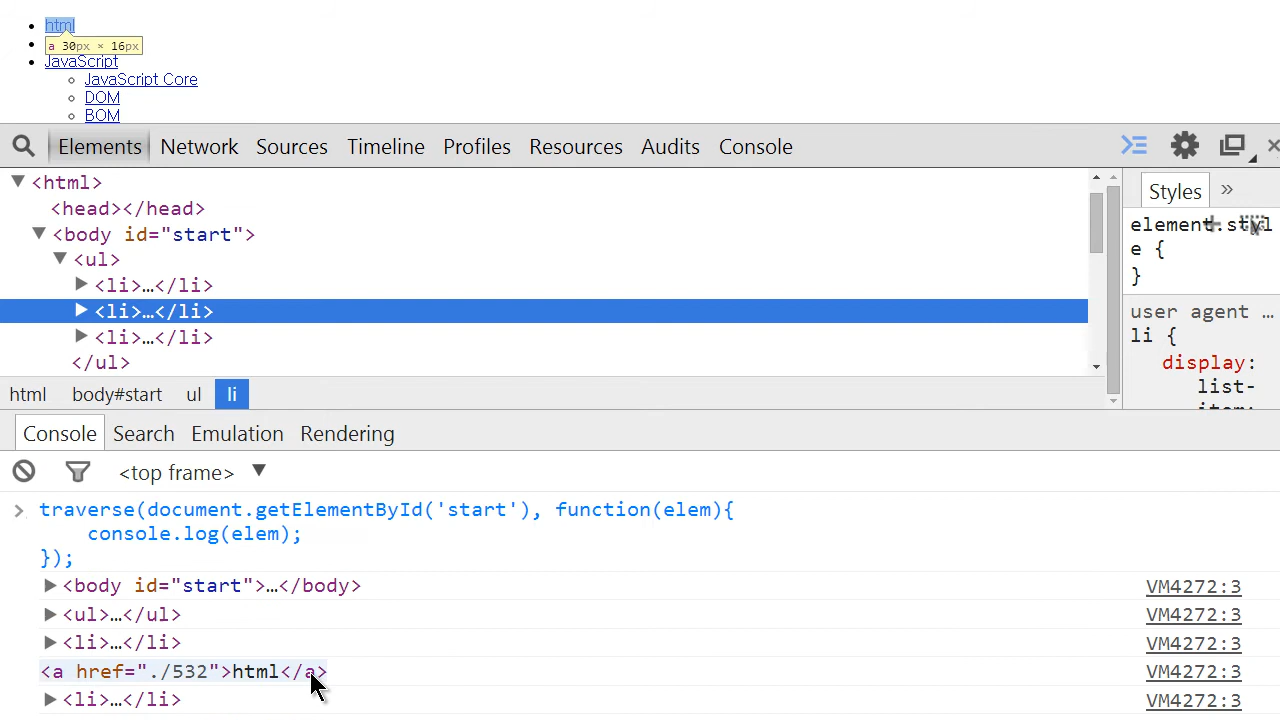 html
a 30px × 16px
JavaScript
JavaScript Core
DOM
BOM
Elements Network Sources Timeline Profiles Resources Audits Console
<html>
<head></head>
<body id="start">
<ul>
<li>…</li>
<li>…</li>
<li>…</li>
</ul>
html body#start ul li
Styles »
element.styl
e {
}
user agent …
li {
display:
list-
item;
Console Search Emulation Rendering
<top frame>
traverse(document.getElementById('start'), function(elem){
console.log(elem);
});
<body id="start">…</body> VM4272:3
<ul>…</ul> VM4272:3
<li>…</li> VM4272:3
<a href="./532">html</a> VM4272:3
<li>…</li> VM4272:3